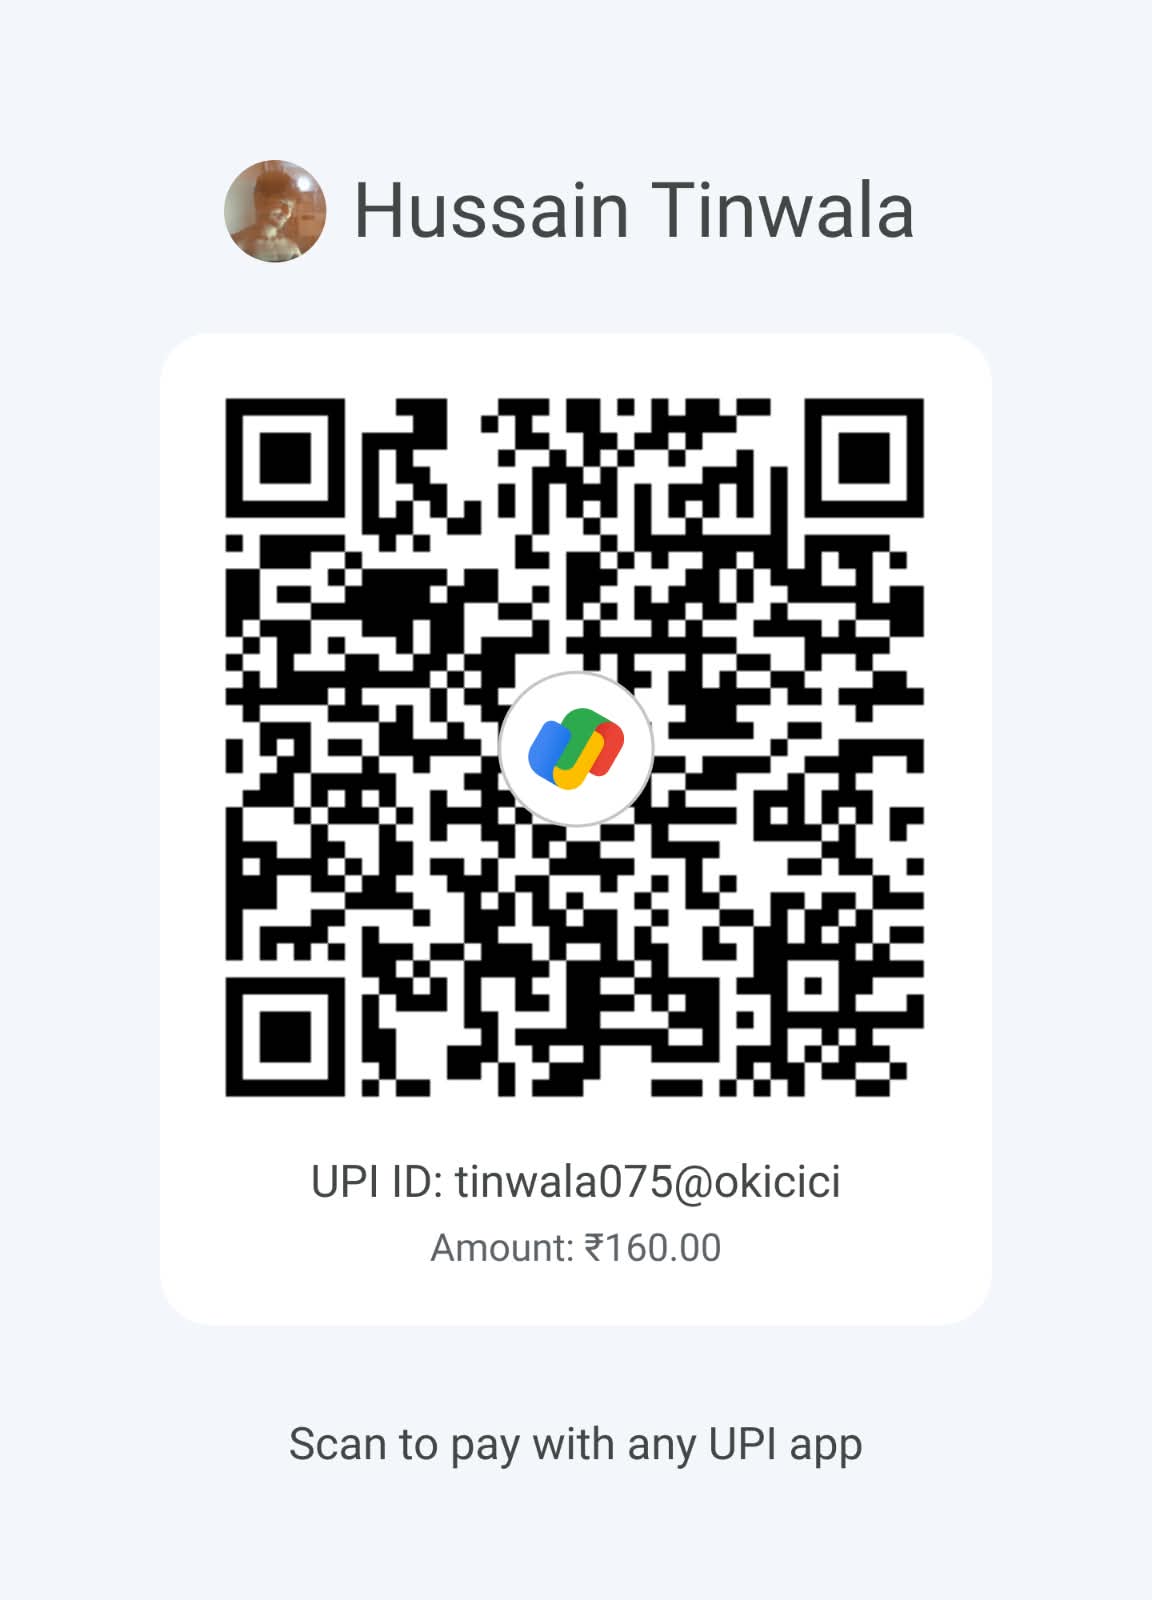 Hussain Tinwala
UPI ID: tinwala075@okicici
Amount: ₹160.00
Scan to pay with any UPI app